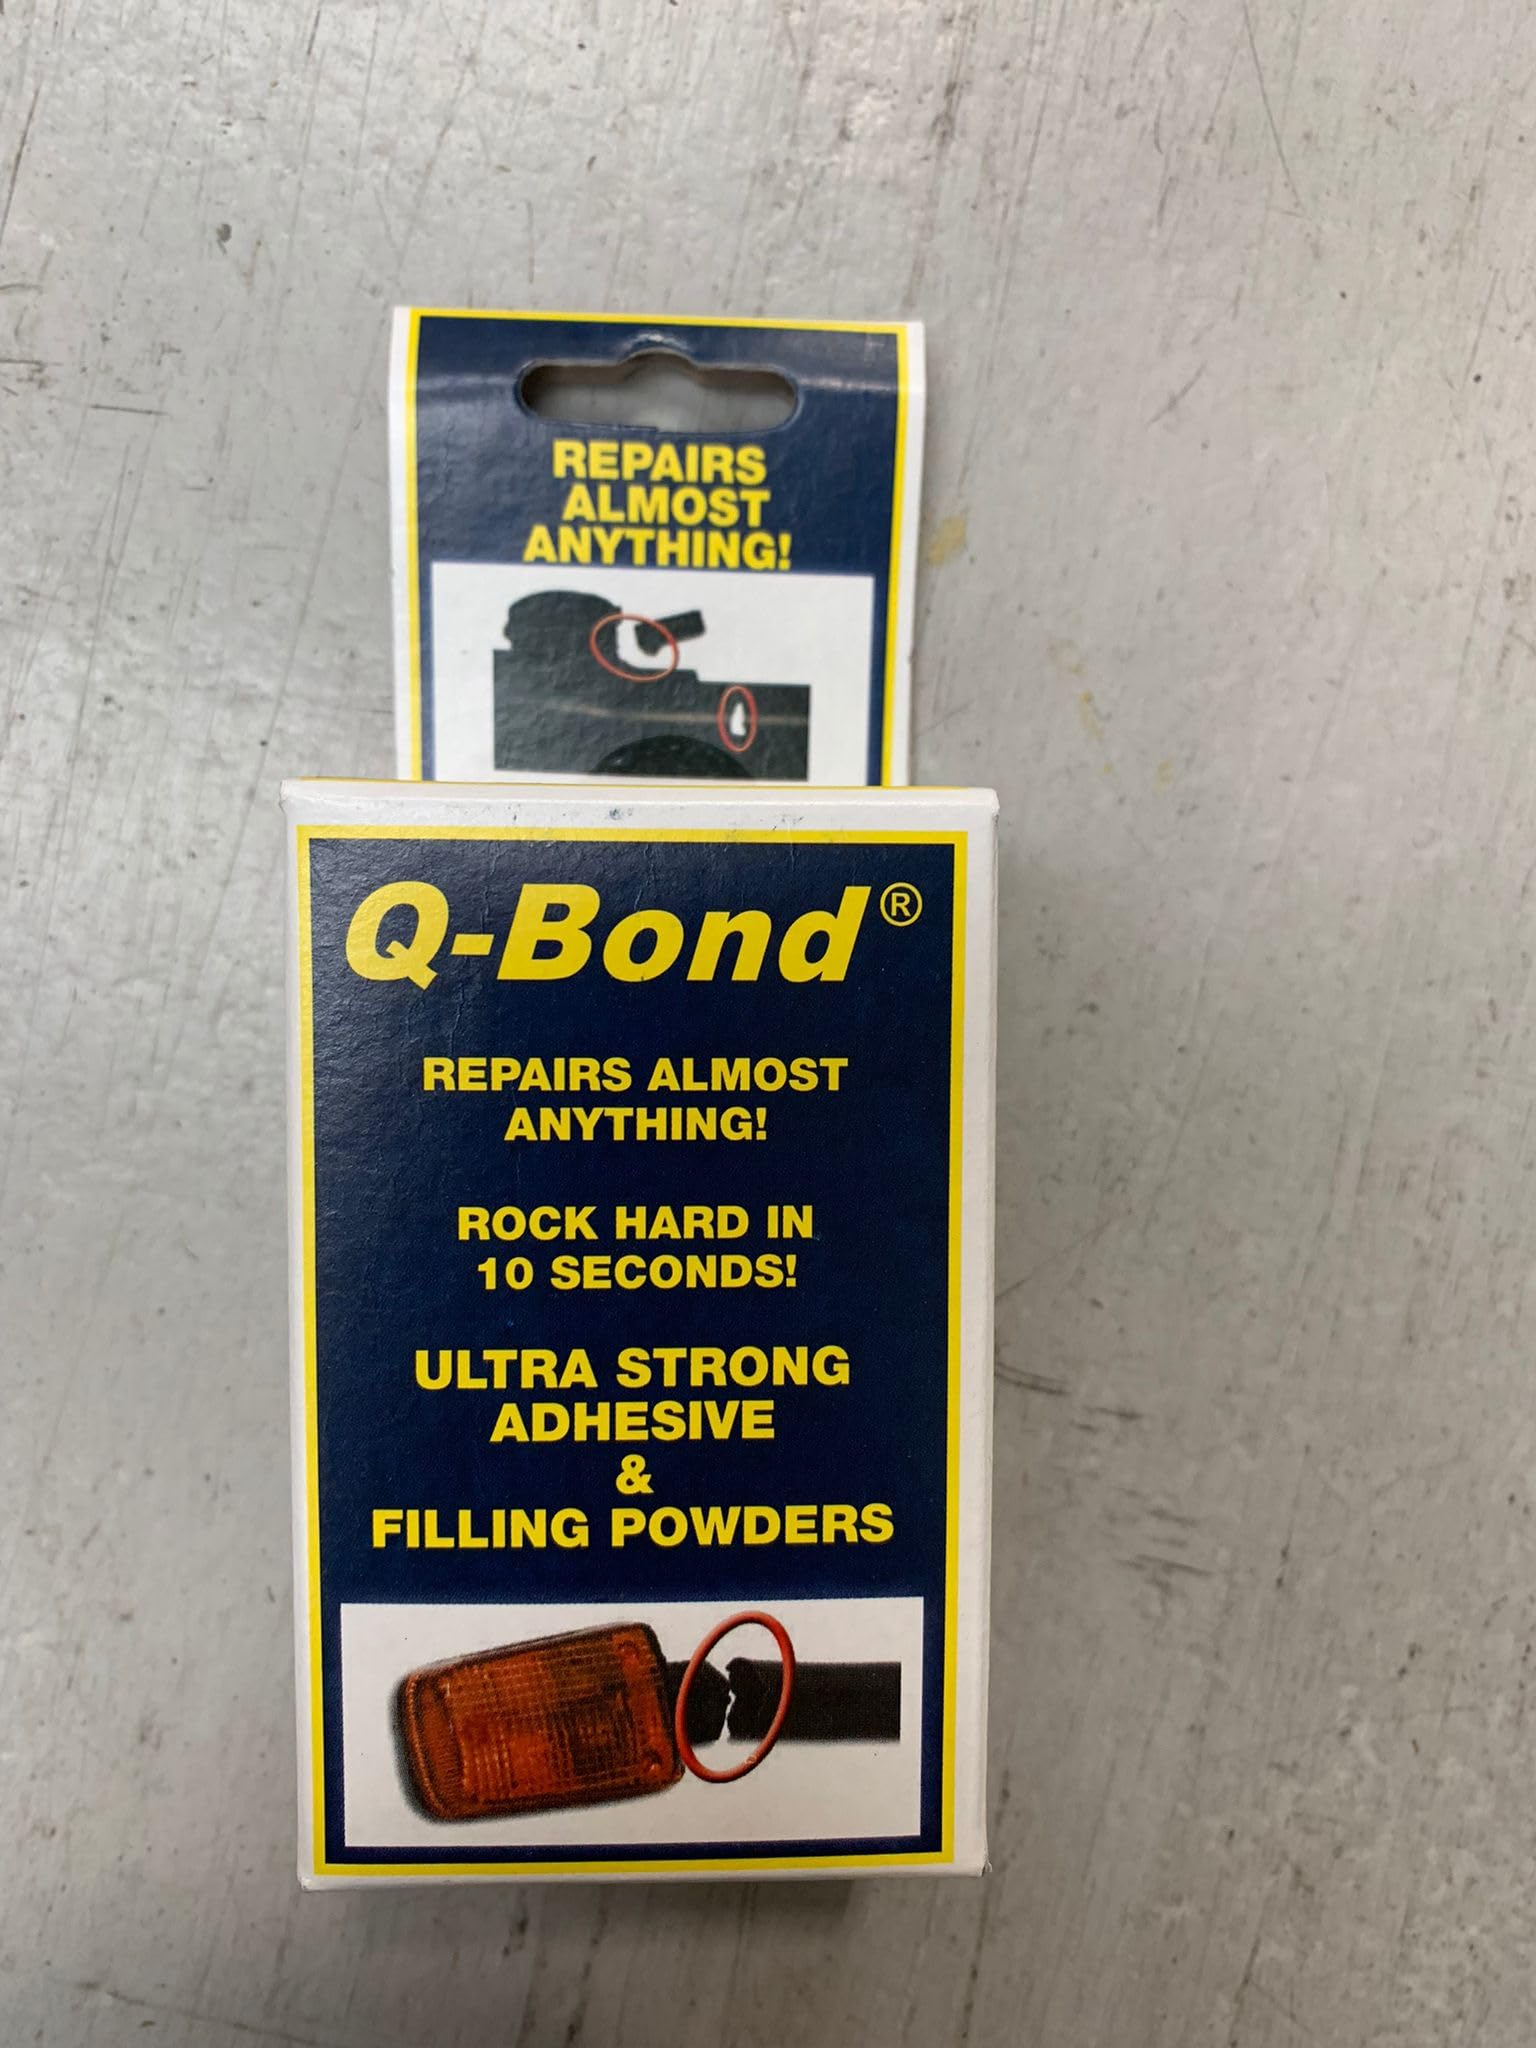 REPAIRS
ALMOST
ANYTHING!
Q-Bond®
REPAIRS ALMOST
ANYTHING!
ROCK HARD IN
10 SECONDS!
ULTRA STRONG
ADHESIVE
&
FILLING POWDERS